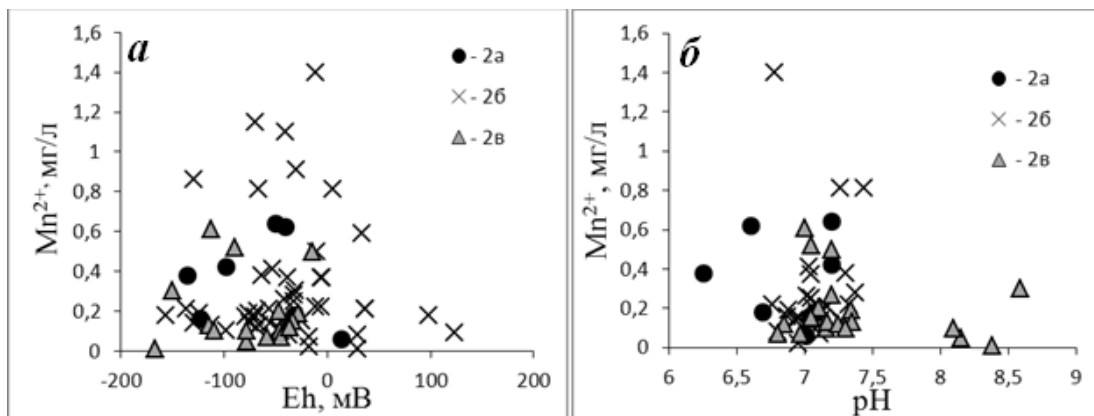 а
- 2а
- 2б
- 2в
Mn²⁺, мг/л
1,6
1,4
1,2
1
0,8
0,6
0,4
0,2
0
-200 -100 0 100 200
Eh, мВ
б
- 2а
- 2б
- 2в
Mn²⁺, мг/л
1,6
1,4
1,2
1
0,8
0,6
0,4
0,2
0
6 6,5 7 7,5 8 8,5 9
pH